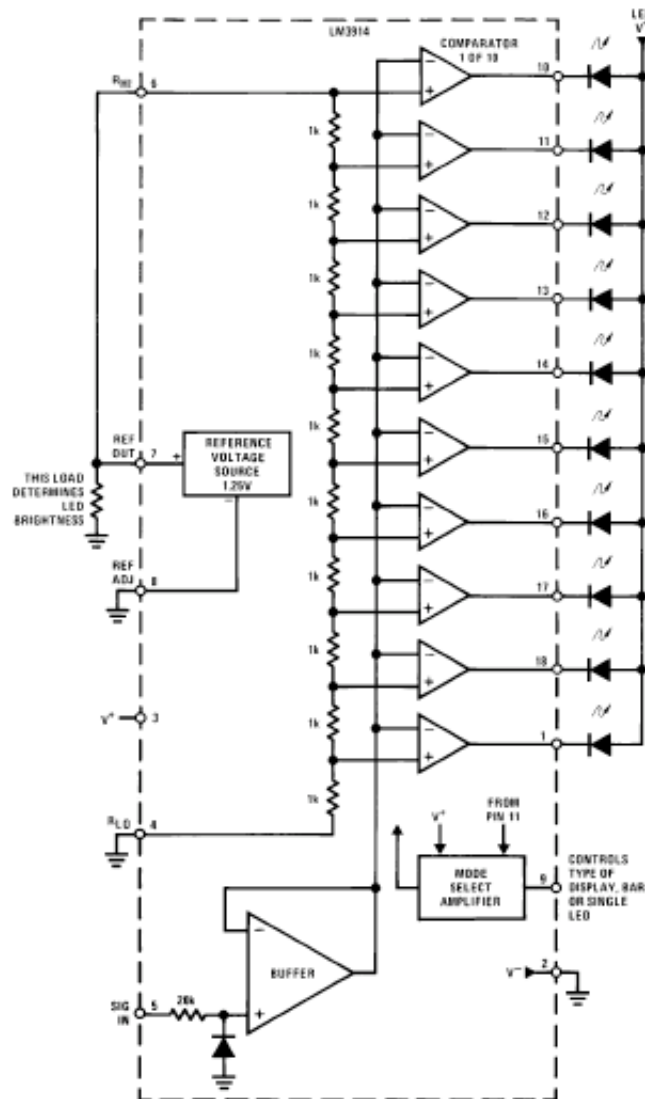 LM3914
LE
V
COMPARATOR
1 OF 10
RHI 6
10
1k
11
1k
12
1k
13
1k
14
1k
15
REF
OUT
7
+
REFERENCE
VOLTAGE
SOURCE
1.25V
−
THIS LOAD
DETERMINES
LED
BRIGHTNESS
1k
16
REF
ADJ
8
1k
17
1k
18
V+ 3
1k
1
1k
RLO 4
V+
FROM
PIN 11
MODE
SELECT
AMPLIFIER
9
CONTROLS
TYPE OF
DISPLAY, BAR
OR SINGLE
LED
BUFFER
V− 2
SIG
IN
5
20k